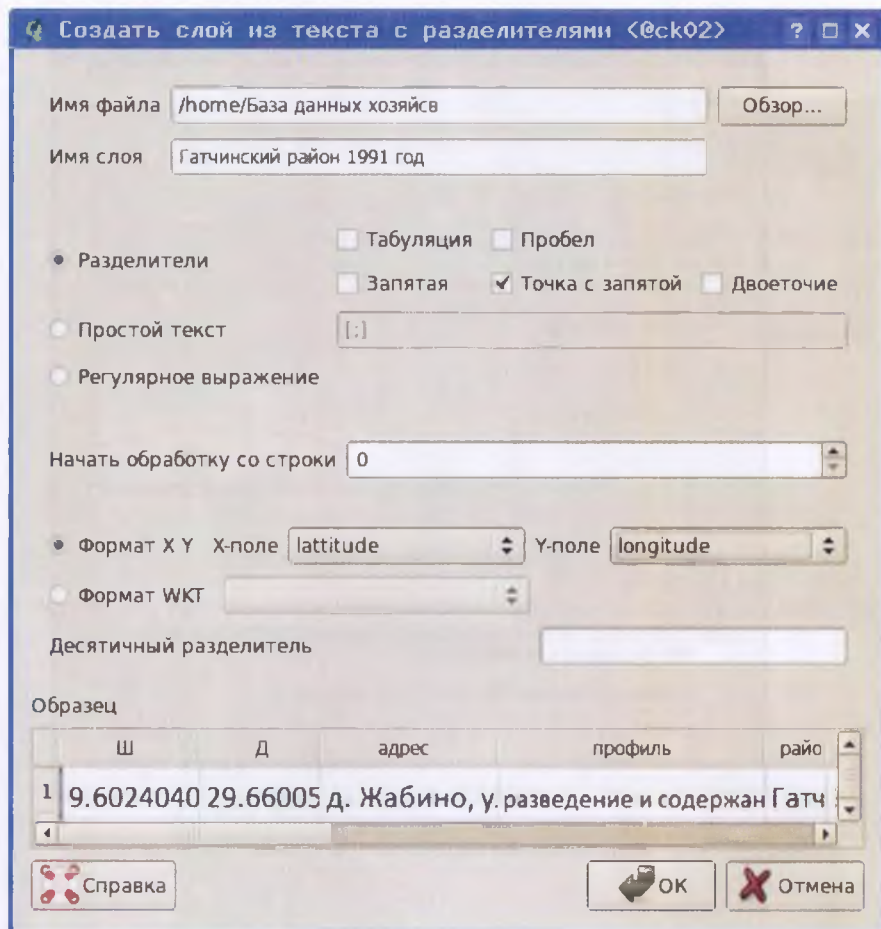 Создать слой из текста с разделителями <@ck02> ?
Имя файла /home/База данных хозяйсв Обзор...
Имя слоя Гатчинский район 1991 год
Разделители
Табуляция Пробел
Запятая Точка с запятой Двоеточие
Простой текст [;]
Регулярное выражение
Начать обработку со строки 0
Формат X Y X-поле lattitude Y-поле longitude
Формат WKT
Десятичный разделитель
Образец
Ш Д адрес профиль райо
1 9.6024040 29.66005 д. Жабино, у. разведение и содержан Гатч
Справка ОК Отмена